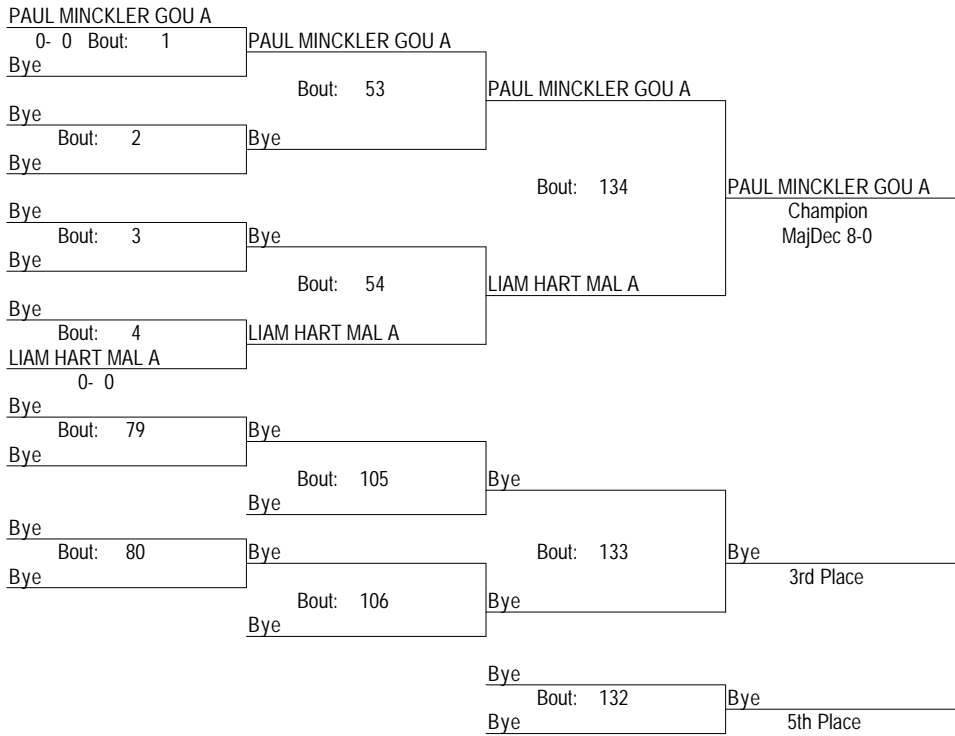 PAUL MINCKLER GOU A
0- 0 Bout: 1
PAUL MINCKLER GOU A
Bye
Bout: 53
PAUL MINCKLER GOU A
Bye
Bout: 2
Bye
Bye
Bout: 134
PAUL MINCKLER GOU A
Champion
MajDec 8-0
Bye
Bout: 3
Bye
Bye
Bout: 54
LIAM HART MAL A
Bye
Bout: 4
LIAM HART MAL A
LIAM HART MAL A
0- 0
Bye
Bout: 79
Bye
Bye
Bout: 105
Bye
Bye
Bye
Bout: 80
Bye
Bye
Bout: 133
Bye
3rd Place
Bout: 106
Bye
Bye
Bye
Bout: 132
Bye
Bye
5th Place